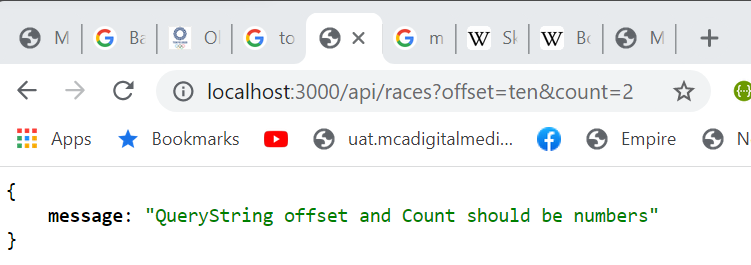 M
Ba
Ol
to
m
Sk
Bo
M
localhost:3000/api/races?offset=ten&count=2
Apps
Bookmarks
uat.mcadigitalmedi...
Empire
N
{
message: "QueryString offset and Count should be numbers"
}